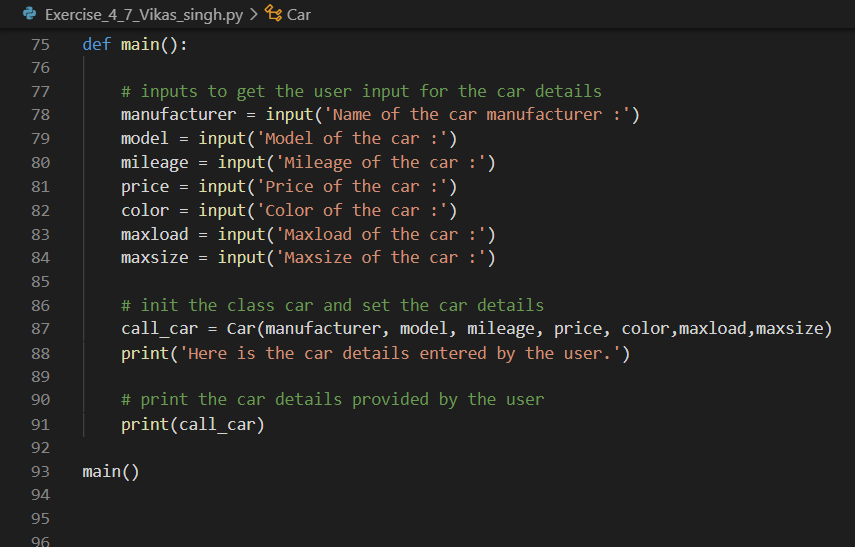 Exercise_4_7_Vikas_singh.py > Car
75 def main():
76
77 # inputs to get the user input for the car details
78 manufacturer = input('Name of the car manufacturer :')
79 model = input('Model of the car :')
80 mileage = input('Mileage of the car :')
81 price = input('Price of the car :')
82 color = input('Color of the car :')
83 maxload = input('Maxload of the car :')
84 maxsize = input('Maxsize of the car :')
85
86 # init the class car and set the car details
87 call_car = Car(manufacturer, model, mileage, price, color,maxload,maxsize)
88 print('Here is the car details entered by the user.')
89
90 # print the car details provided by the user
91 print(call_car)
92
93 main()
94
95
96